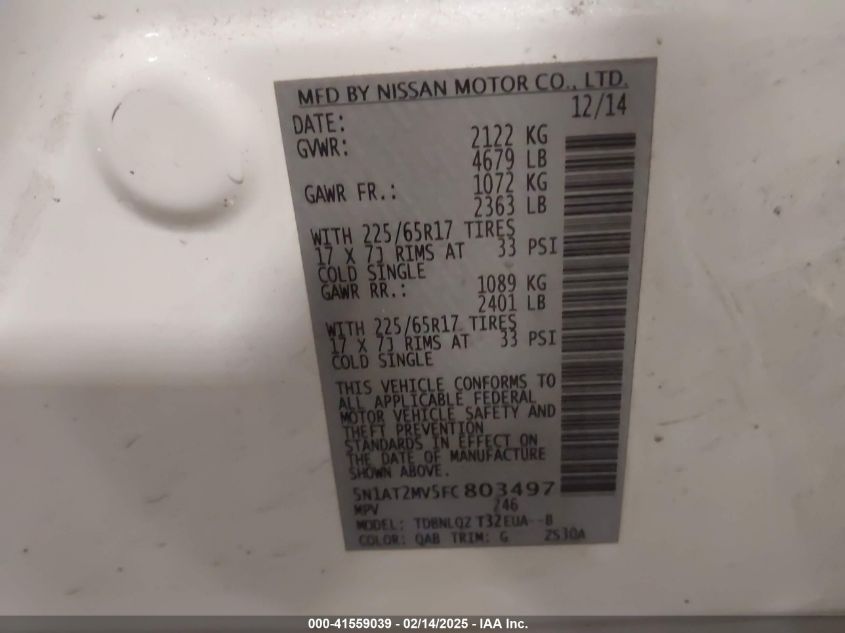 MFD BY NISSAN MOTOR CO., LTD.
DATE: 12/14
GVWR: 2122 KG
4679 LB
GAWR FR.: 1072 KG
2363 LB
WITH 225/65R17 TIRES
17 X 7J RIMS AT 33 PSI
COLD SINGLE
GAWR RR.: 1089 KG
2401 LB
WITH 225/65R17 TIRES
17 X 7J RIMS AT 33 PSI
COLD SINGLE
THIS VEHICLE CONFORMS TO
ALL APPLICABLE FEDERAL
MOTOR VEHICLE SAFETY AND
THEFT PREVENTION
STANDARDS IN EFFECT ON
THE DATE OF MANUFACTURE
SHOWN ABOVE.
5N1AT2MV5FC 803497
MPV 246
MODEL: TDBNLQZ T32EUA--B
COLOR: QAB TRIM: G 2S30A
000-41559039 - 02/14/2025 - IAA Inc.